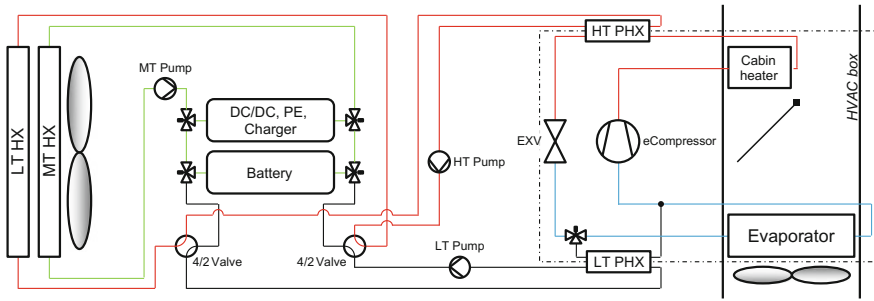 HT PHX
MT Pump
Cabin
heater
HVAC box
LT HX
MT HX
DC/DC, PE,
Charger
EXV
eCompressor
Battery
HT Pump
Evaporator
LT Pump
4/2 Valve
4/2 Valve
LT PHX